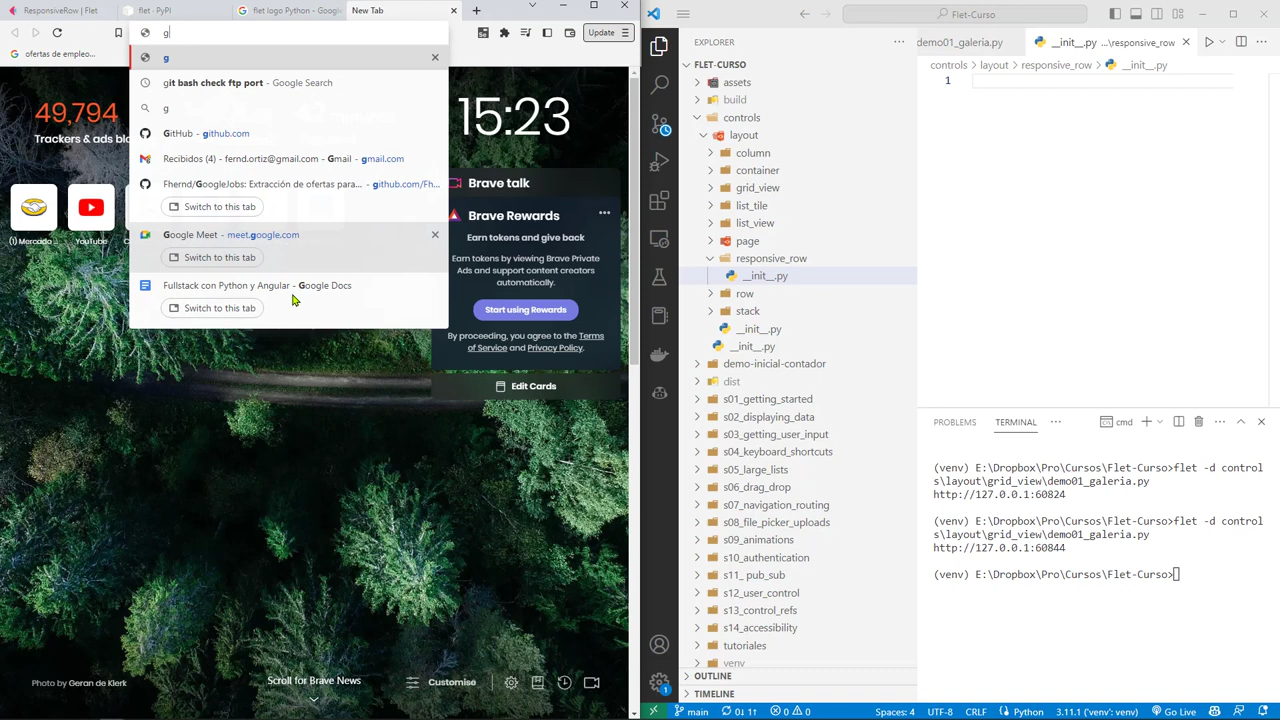 ResponsiveRow | Flet
flet · PyPI
flet logo Python - Google
New Tab
g
Update
ofertas de empleo...
g
git bash check ftp port - Google Search
g
GitHub - github.com
Recibidos (4) - fernd.ortiz@gmail.com - Gmail - gmail.com
Fhernd/GoogleJobs: Extracción de ofertas para... - github.com/Fh...
Switch to this tab
Google Meet - meet.google.com
Switch to this tab
Fullstack con Python y Angular - Google Docs
Switch to this tab
49,794
Trackers & ads blo
15:23
(1) Mercado
YouTube
Brave talk
Brave Rewards
Earn tokens and give back
Earn tokens by viewing Brave Private
Ads and support content creators
automatically.
Start using Rewards
By proceeding, you agree to the Terms
of Service and Privacy Policy.
Edit Cards
Photo by Geran de Klerk
Scroll for Brave News
Customise
Flet-Curso
EXPLORER
FLET-CURSO
assets
build
controls
layout
column
container
grid_view
list_tile
list_view
page
responsive_row
__init__.py
row
stack
__init__.py
__init__.py
demo-inicial-contador
dist
s01_getting_started
s02_displaying_data
s03_getting_user_input
s04_keyboard_shortcuts
s05_large_lists
s06_drag_drop
s07_navigation_routing
s08_file_picker_uploads
s09_animations
s10_authentication
s11_ pub_sub
s12_user_control
s13_control_refs
s14_accessibility
tutoriales
venv
OUTLINE
TIMELINE
demo01_galeria.py
__init__.py ...\responsive_row
controls > layout > responsive_row > __init__.py
1
PROBLEMS
TERMINAL
cmd
(venv) E:\Dropbox\Pro\Cursos\Flet-Curso>flet -d control
s\layout\grid_view\demo01_galeria.py
http://127.0.0.1:60824
(venv) E:\Dropbox\Pro\Cursos\Flet-Curso>flet -d control
s\layout\grid_view\demo01_galeria.py
http://127.0.0.1:60844
(venv) E:\Dropbox\Pro\Cursos\Flet-Curso>
main
0↓ 1↑
0
0
Spaces: 4
UTF-8
CRLF
Python
3.11.1 ('venv': venv)
Go Live
1